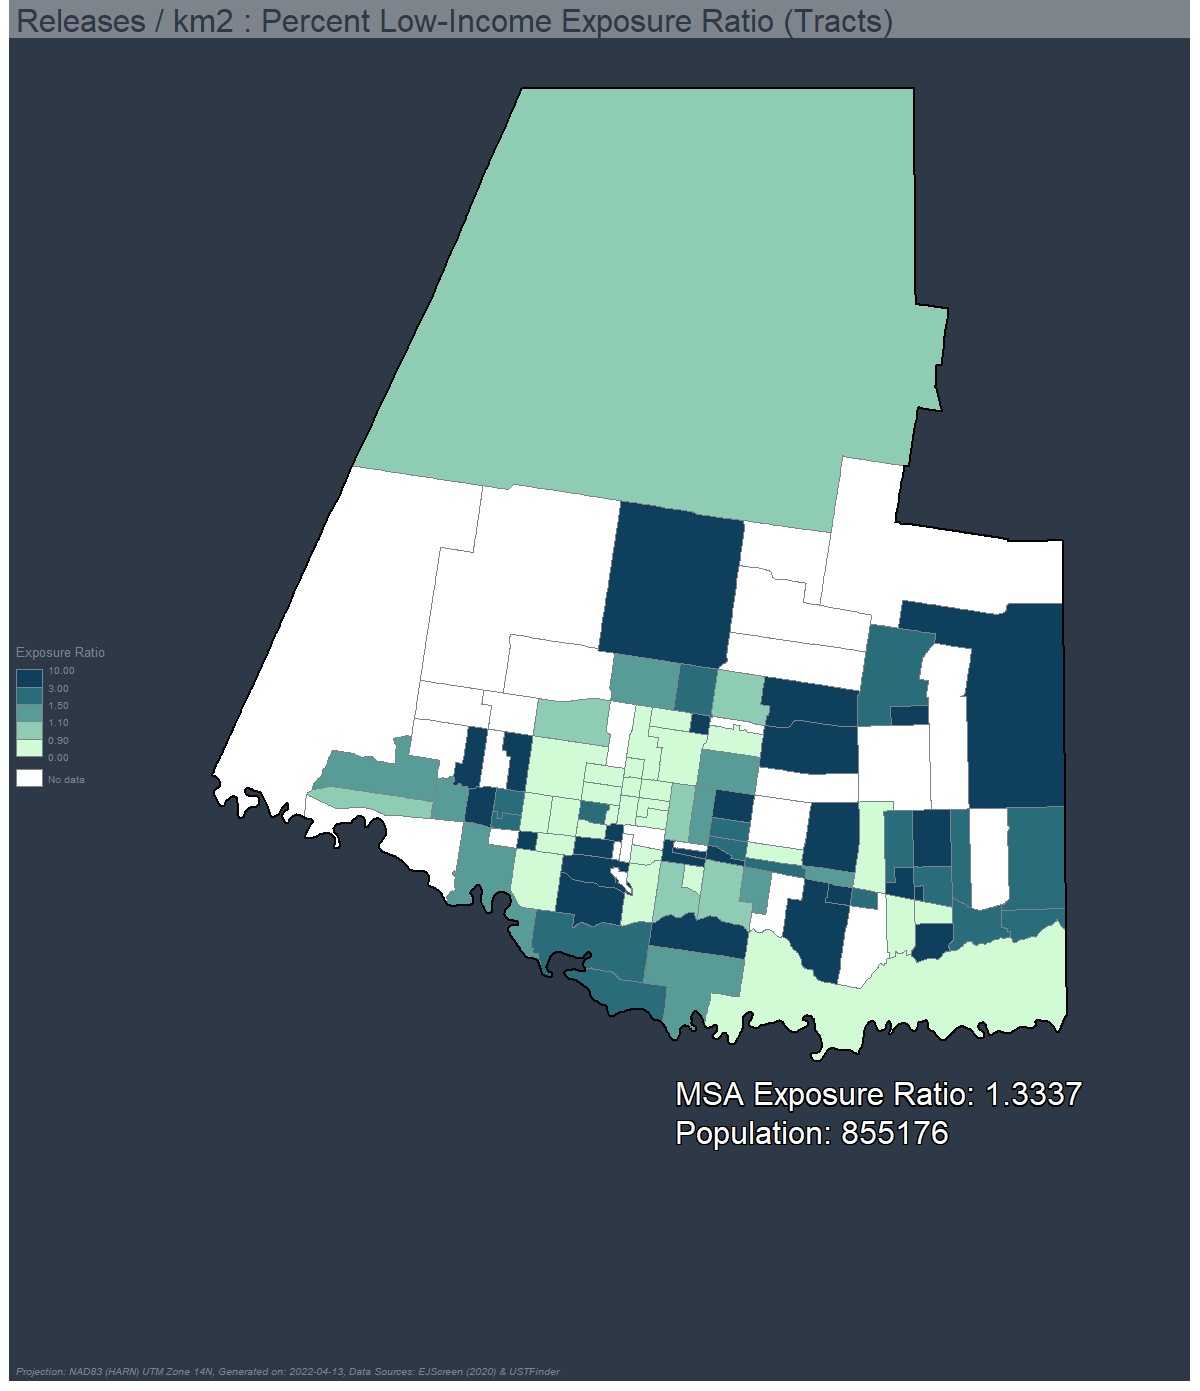 Releases / km2 : Percent Low-Income Exposure Ratio (Tracts)
Exposure Ratio
10.00
3.00
1.50
1.10
0.90
0.00
No data
MSA Exposure Ratio: 1.3337
Population: 855176
Projection: NAD83 (HARN) UTM Zone 14N, Generated on: 2022-04-13, Data Sources: EJScreen (2020) & USTFinder